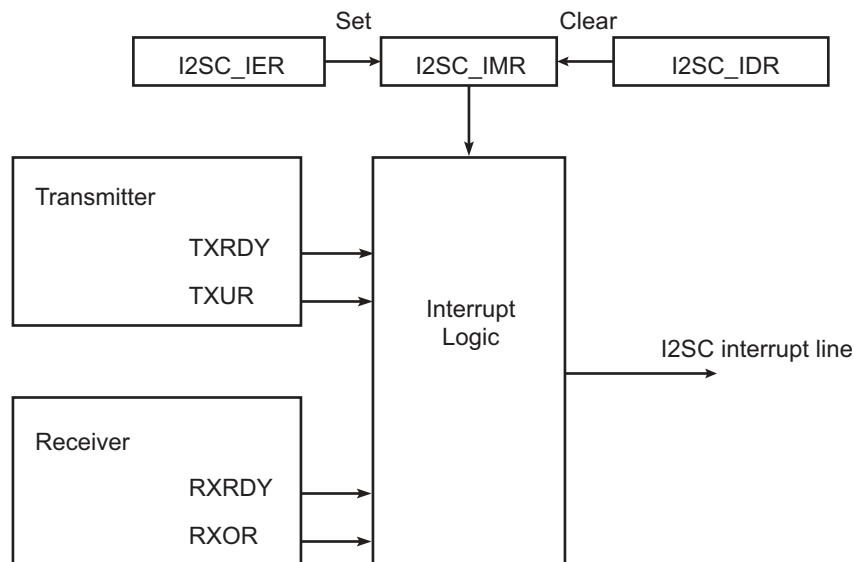 Set
Clear
I2SC_IER
I2SC_IMR
I2SC_IDR
Transmitter
TXRDY
TXUR
Interrupt
Logic
I2SC interrupt line
Receiver
RXRDY
RXOR